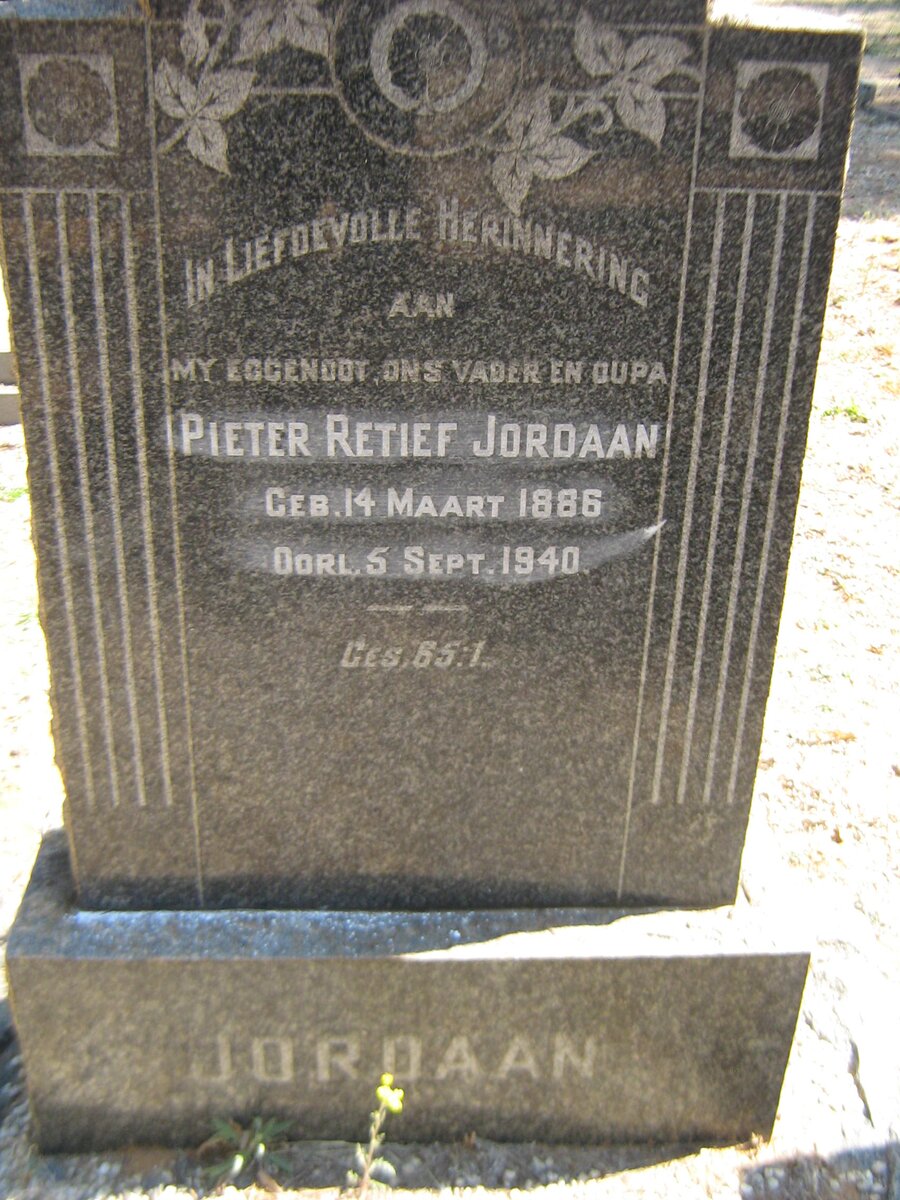 IN LIEFDEVOLLE HERINNERING
AAN
MY EGGENOOT, ONS VADER EN OUPA
PIETER RETIEF JORDAAN
GEB. 14 MAART 1886
OORL. 5 SEPT. 1940.
GES. 65:1.
JORDAAN